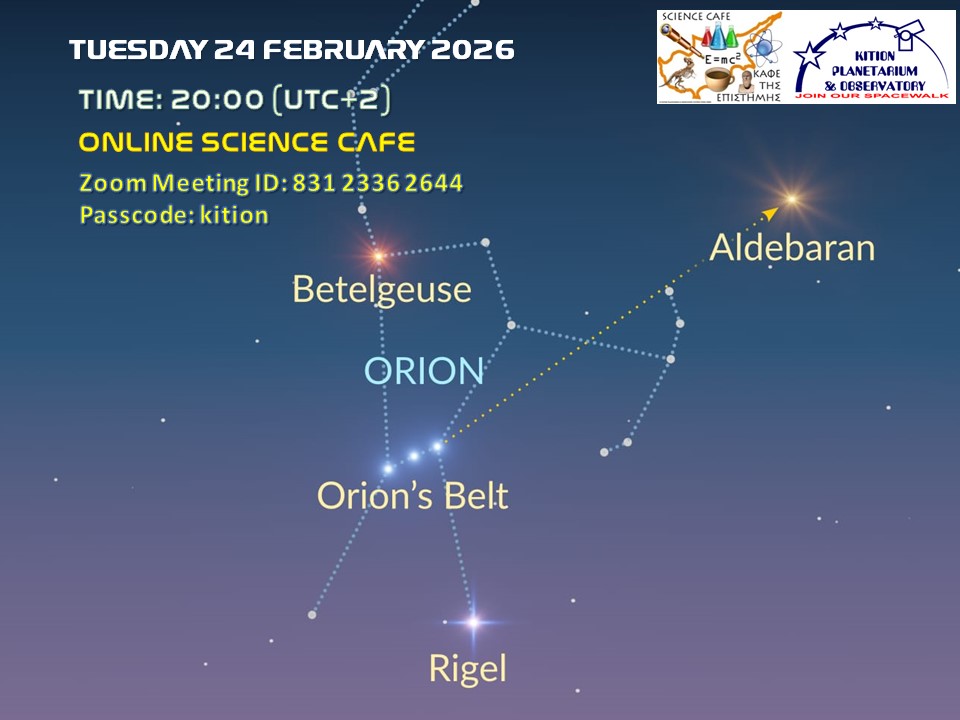 TUESDAY 24 FEBRUARY 2026
TIME: 20:00 (UTC+2)
ONLINE SCIENCE CAFE
Zoom Meeting ID: 831 2336 2644
Passcode: kition
SCIENCE CAFE
E=mc²
ΚΑΦΕ
ΤΗΣ
ΕΠΙΣΤΗΜΗΣ
KITION
PLANETARIUM
& OBSERVATORY
JOIN OUR SPACEWALK
Aldebaran
Betelgeuse
ORION
Orion’s Belt
Rigel